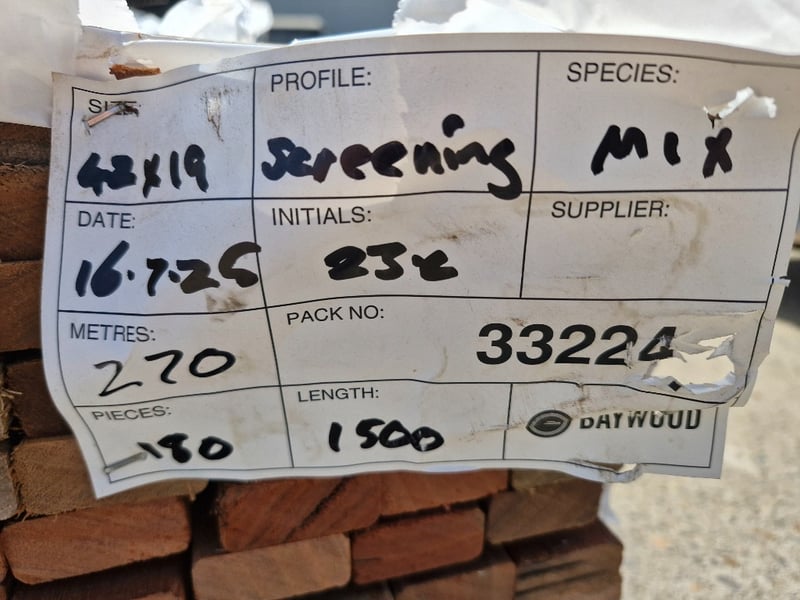 SIZE: PROFILE: SPECIES:
42x19 Screening MIX
DATE: INITIALS: SUPPLIER:
16.7.25
METRES: PACK NO:
270 33224
PIECES: LENGTH:
180 1500 BAYWOOD